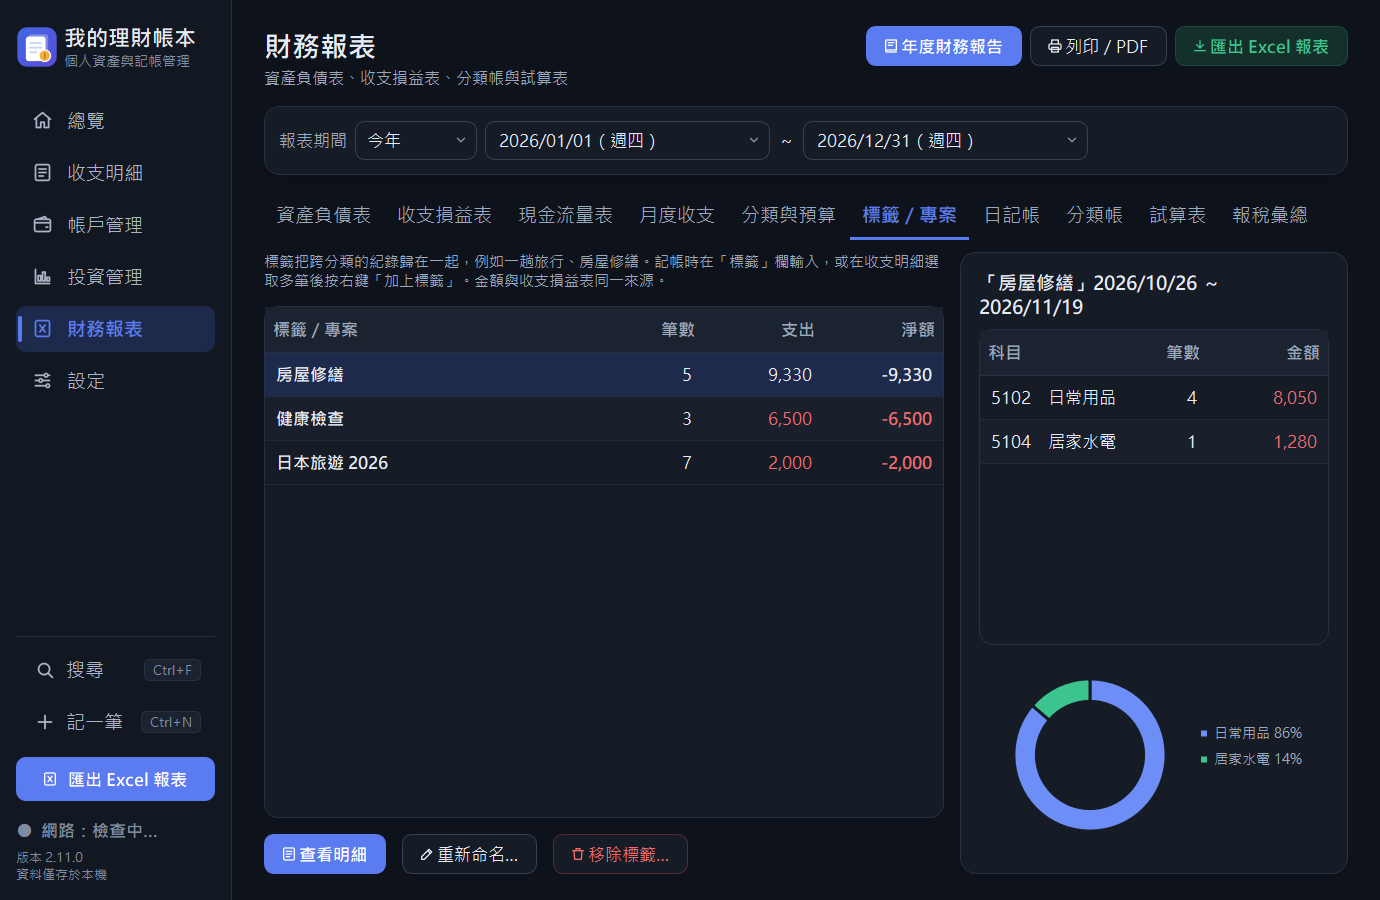 我的理財帳本
個人資產與記帳管理
總覽
收支明細
帳戶管理
投資管理
財務報表
設定
搜尋 Ctrl+F
記一筆 Ctrl+N
匯出 Excel 報表
網路：檢查中...
版本 2.11.0
資料僅存於本機
財務報表
資產負債表、收支損益表、分類帳與試算表
年度財務報告 列印 / PDF 匯出 Excel 報表
報表期間 今年 2026/01/01 ( 週四 ) ~ 2026/12/31 ( 週四 )
資產負債表 收支損益表 現金流量表 月度收支 分類與預算 標籤 / 專案 日記帳 分類帳 試算表 報稅彙總
標籤把跨分類的紀錄歸在一起，例如一趟旅行、房屋修繕。記帳時在「標籤」欄輸入，或在收支明細選
取多筆後按右鍵「加上標籤」。金額與收支損益表同一來源。
標籤 / 專案 筆數 支出 淨額
房屋修繕 5 9,330 -9,330
健康檢查 3 6,500 -6,500
日本旅遊 2026 7 2,000 -2,000
查看明細 重新命名... 移除標籤...
「房屋修繕」2026/10/26 ~
2026/11/19
科目 筆數 金額
5102 日常用品 4 8,050
5104 居家水電 1 1,280
日常用品 86%
居家水電 14%